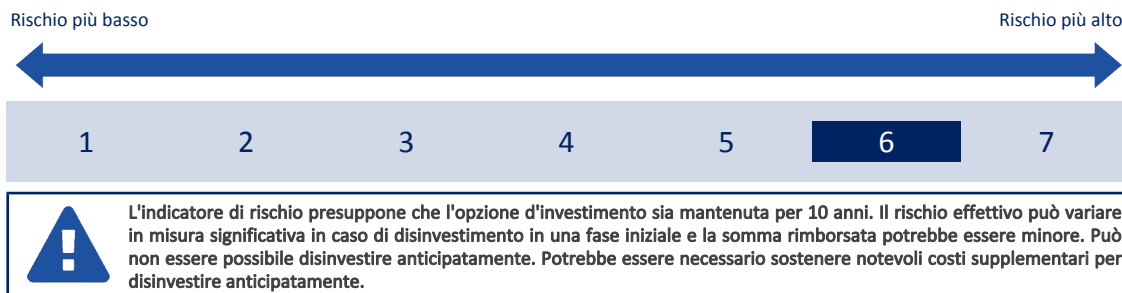 Rischio più basso Rischio più alto
1 2 3 4 5 6 7
L'indicatore di rischio presuppone che l'opzione d'investimento sia mantenuta per 10 anni. Il rischio effettivo può variare
in misura significativa in caso di disinvestimento in una fase iniziale e la somma rimborsata potrebbe essere minore. Può
non essere possibile disinvestire anticipatamente. Potrebbe essere necessario sostenere notevoli costi supplementari per
disinvestire anticipatamente.